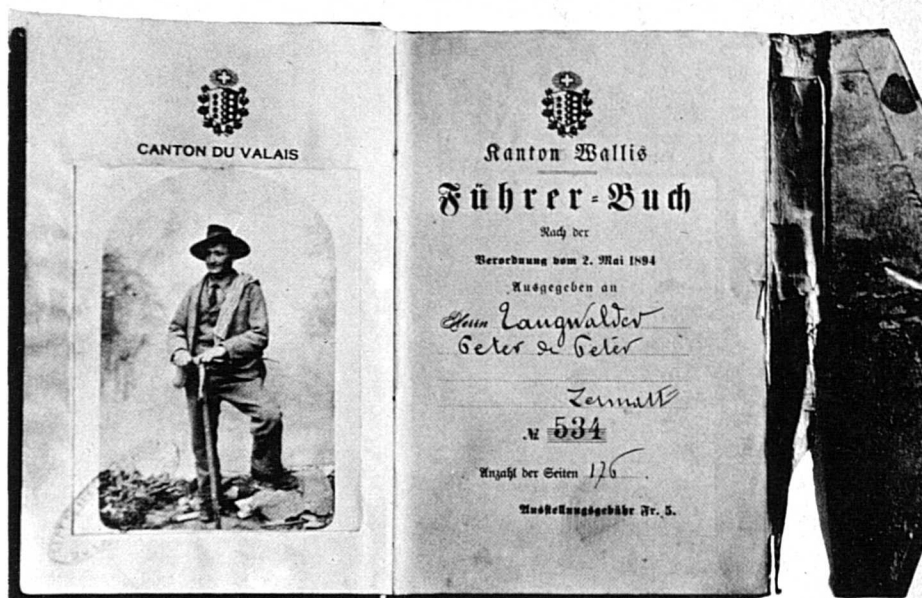 CANTON DU VALAIS
Kanton Wallis
Führer-Buch
Nach der
Verordnung vom 2. Mai 1894
Ausgegeben an
Herrn Taugwalder
Peter de Peter
Zermatt
№ 534
Anzahl der Seiten 176
Ausstellungsgebühr Fr. 5.